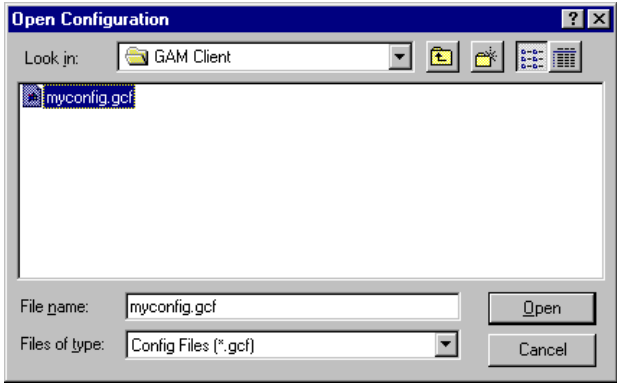 Open Configuration
Look in: GAM Client
myconfig.gcf
File name: myconfig.gcf Open
Files of type: Config Files (*.gcf) Cancel